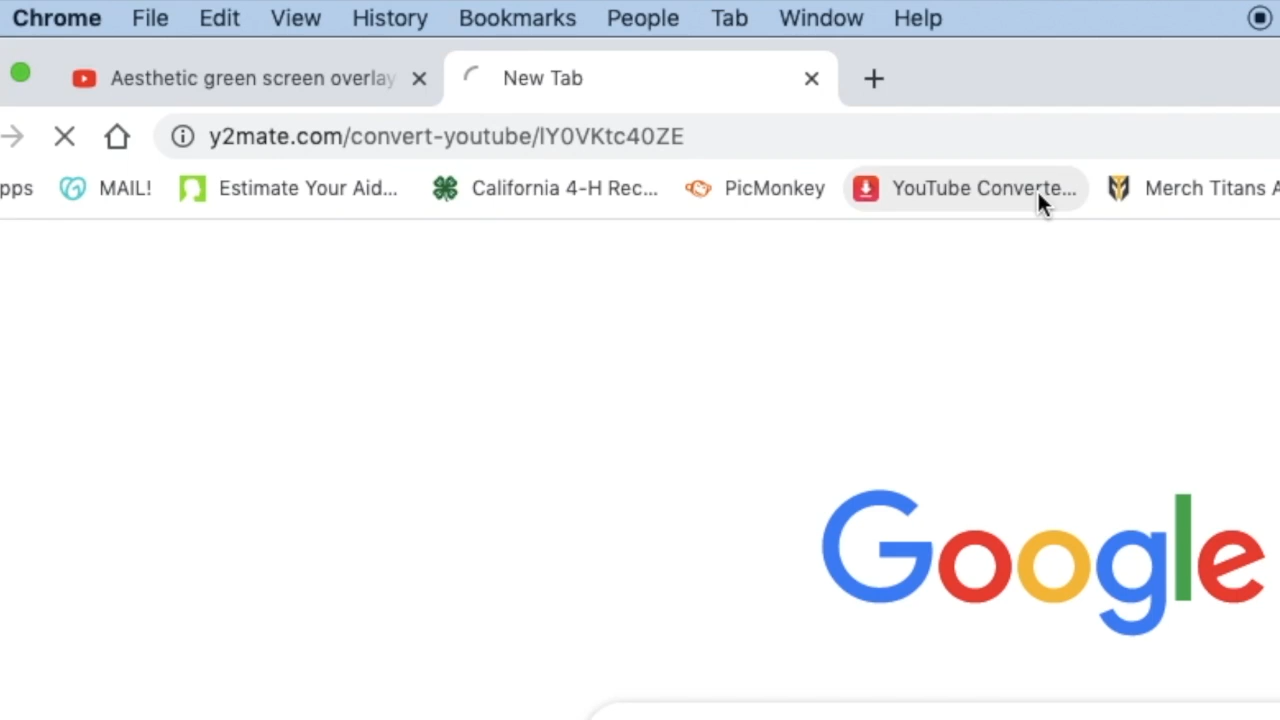 Chrome File Edit View History Bookmarks People Tab Window Help
Aesthetic green screen overlay New Tab
y2mate.com/convert-youtube/lY0VKtc40ZE
pps MAIL! Estimate Your Aid... California 4-H Rec... PicMonkey YouTube Converte... Merch Titans A
Google